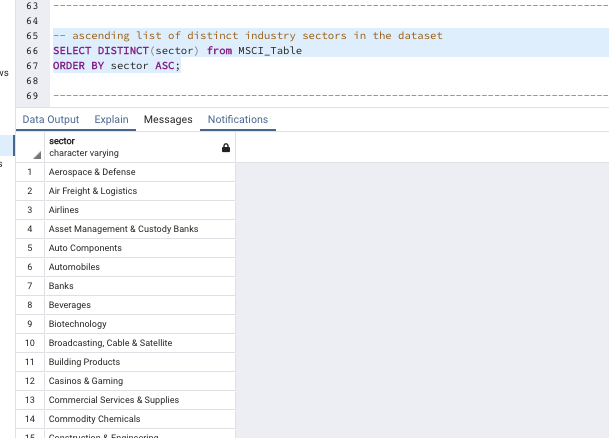 63 ----------------------------------------------------------------------
64
65 -- ascending list of distinct industry sectors in the dataset
66 SELECT DISTINCT(sector) from MSCI_Table
67 ORDER BY sector ASC;
68
69 ----------------------------------------------------------------------
ws
Data Output Explain Messages Notifications
s
sector
character varying
1 Aerospace & Defense
2 Air Freight & Logistics
3 Airlines
4 Asset Management & Custody Banks
5 Auto Components
6 Automobiles
7 Banks
8 Beverages
9 Biotechnology
10 Broadcasting, Cable & Satellite
11 Building Products
12 Casinos & Gaming
13 Commercial Services & Supplies
14 Commodity Chemicals
15 Construction & Engineering